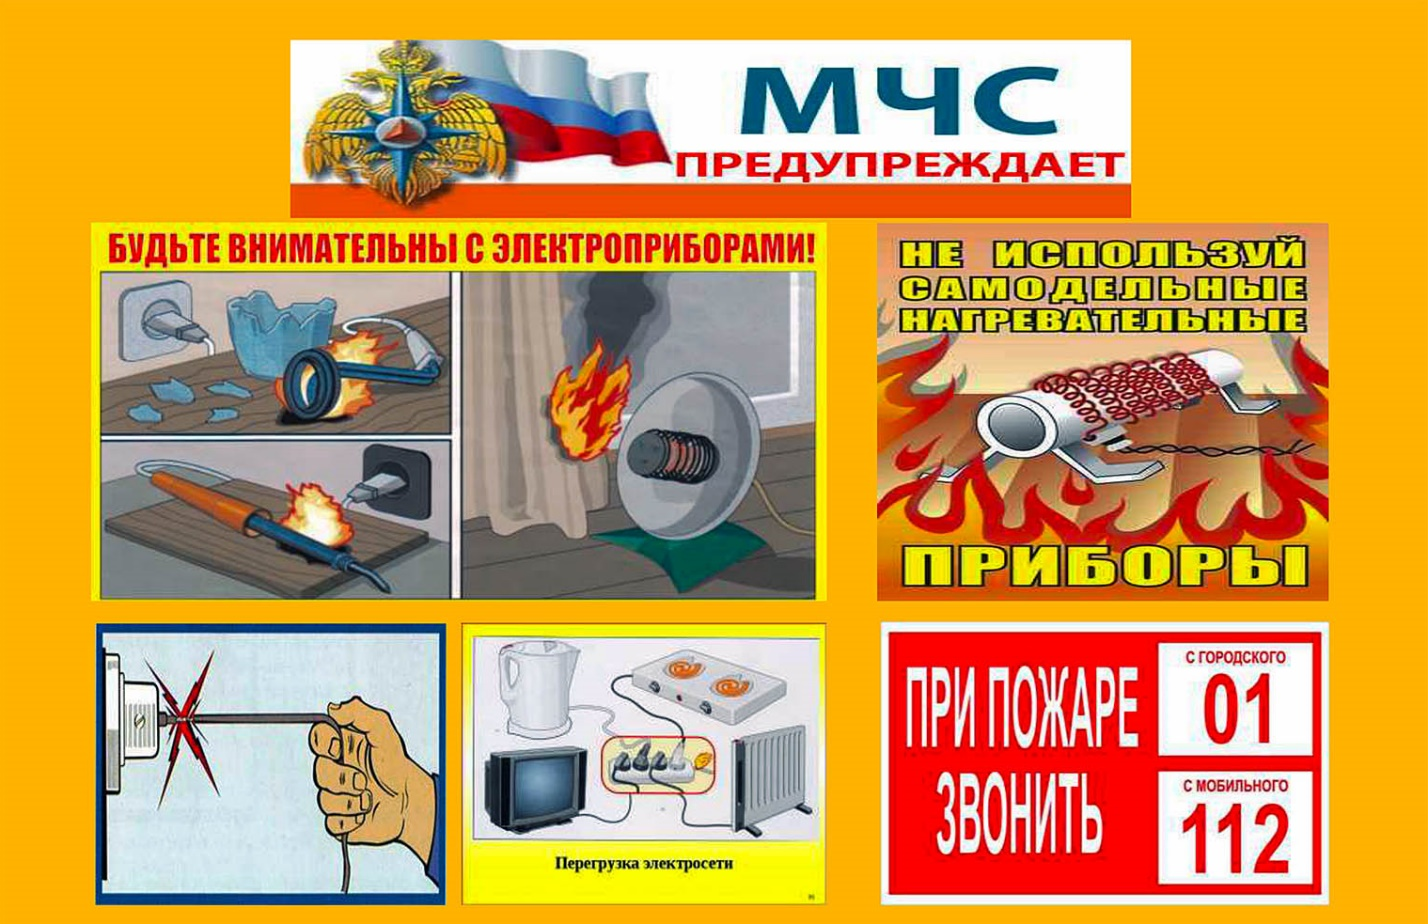 МЧС
ПРЕДУПРЕЖДАЕТ
БУДЬТЕ ВНИМАТЕЛЬНЫ С ЭЛЕКТРОПРИБОРАМИ!
НЕ ИСПОЛЬЗУЙ
САМОДЕЛЬНЫЕ
НАГРЕВАТЕЛЬНЫЕ
ПРИБОРЫ
Перегрузка электросети
ПРИ ПОЖАРЕ
ЗВОНИТЬ
С ГОРОДСКОГО
01
С МОБИЛЬНОГО
112